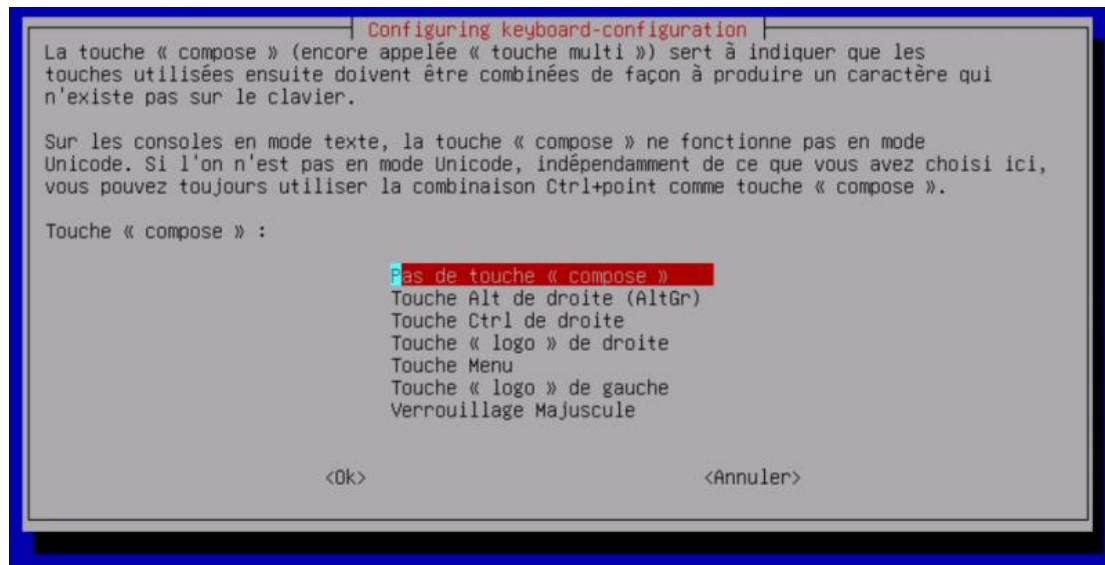 Configuring keyboard-configuration
La touche « compose » (encore appelée « touche multi ») sert à indiquer que les
touches utilisées ensuite doivent être combinées de façon à produire un caractère qui
n'existe pas sur le clavier.
Sur les consoles en mode texte, la touche « compose » ne fonctionne pas en mode
Unicode. Si l'on n'est pas en mode Unicode, indépendamment de ce que vous avez choisi ici,
vous pouvez toujours utiliser la combinaison Ctrl+point comme touche « compose ».
Touche « compose » :
Pas de touche « compose »
Touche Alt de droite (AltGr)
Touche Ctrl de droite
Touche « logo » de droite
Touche Menu
Touche « logo » de gauche
Verrouillage Majuscule
<Ok> <Annuler>